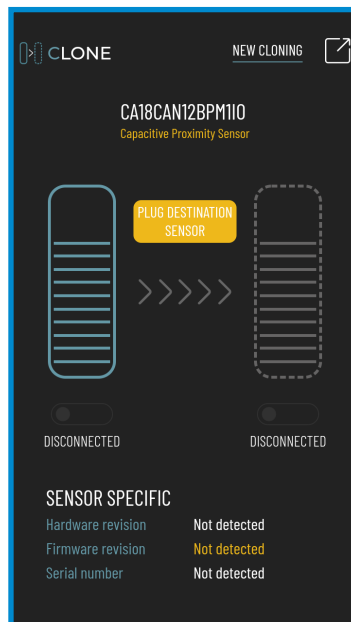 CLONE
NEW CLONING
CA18CAN12BPM1IO
Capacitive Proximity Sensor
PLUG DESTINATION
SENSOR
DISCONNECTED
DISCONNECTED
SENSOR SPECIFIC
Hardware revision Not detected
Firmware revision Not detected
Serial number Not detected